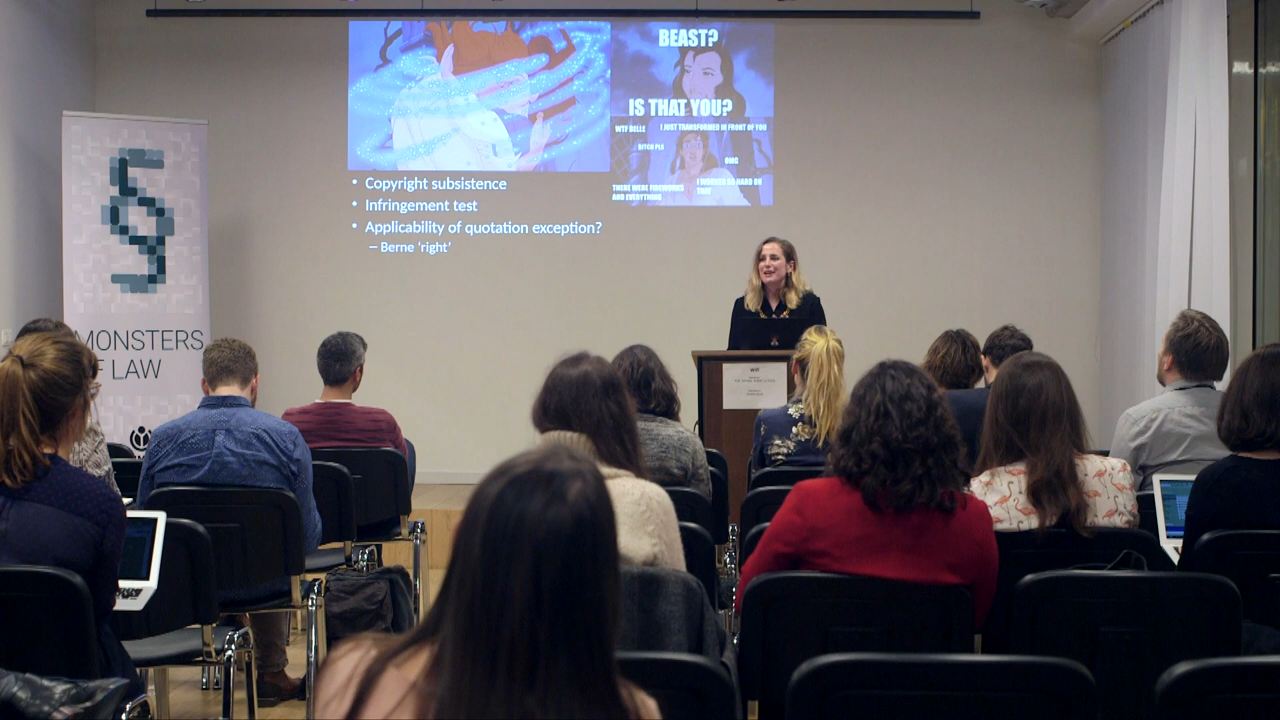 BEAST?
IS THAT YOU?
WTF BELLE
I JUST TRANSFORMED IN FRONT OF YOU
BITCH PLS
OMG
THERE WERE FIREWORKS
AND EVERYTHING
I WORKED SO HARD ON
THAT
• Copyright subsistence
• Infringement test
• Applicability of quotation exception?
– Berne 'right'
§
MONSTERS
F LAW